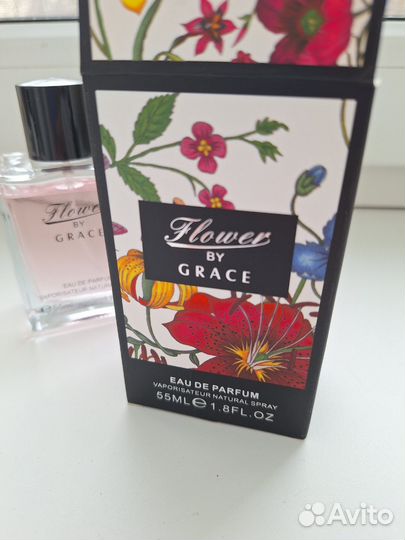 Flower
BY
GRACE
EAU DE PARFUM
VAPORISATEUR NATURAL SPRAY
55ML e 1.8FL.OZ
Flower
BY
GRACE
EAU DE PARFUM
VAPORISATEUR
Avito